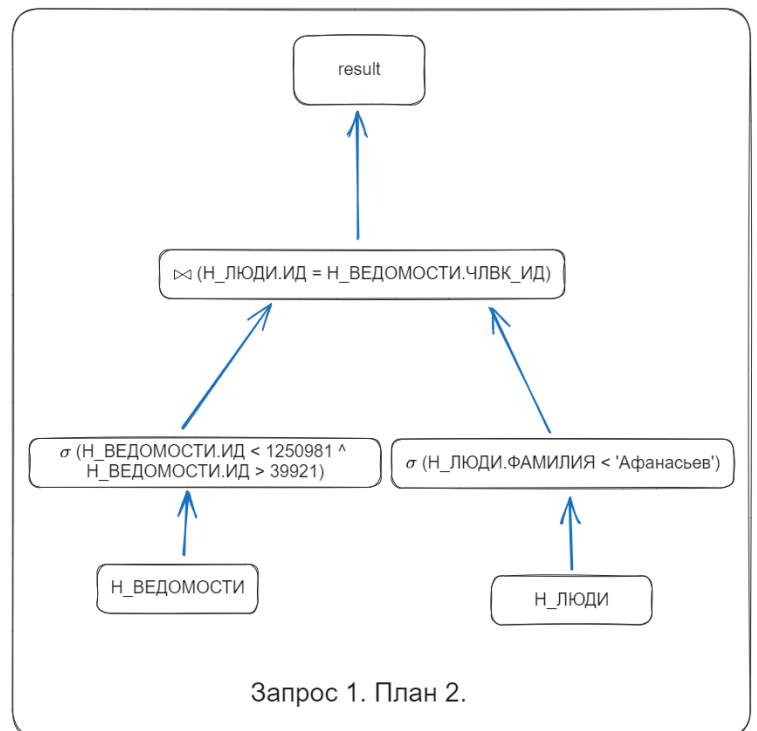 result
⋈ (Н_ЛЮДИ.ИД = Н_ВЕДОМОСТИ.ЧЛВК_ИД)
σ (Н_ВЕДОМОСТИ.ИД < 1250981 ^
Н_ВЕДОМОСТИ.ИД > 39921)
σ (Н_ЛЮДИ.ФАМИЛИЯ < 'Афанасьев')
Н_ВЕДОМОСТИ
Н_ЛЮДИ
Запрос 1. План 2.